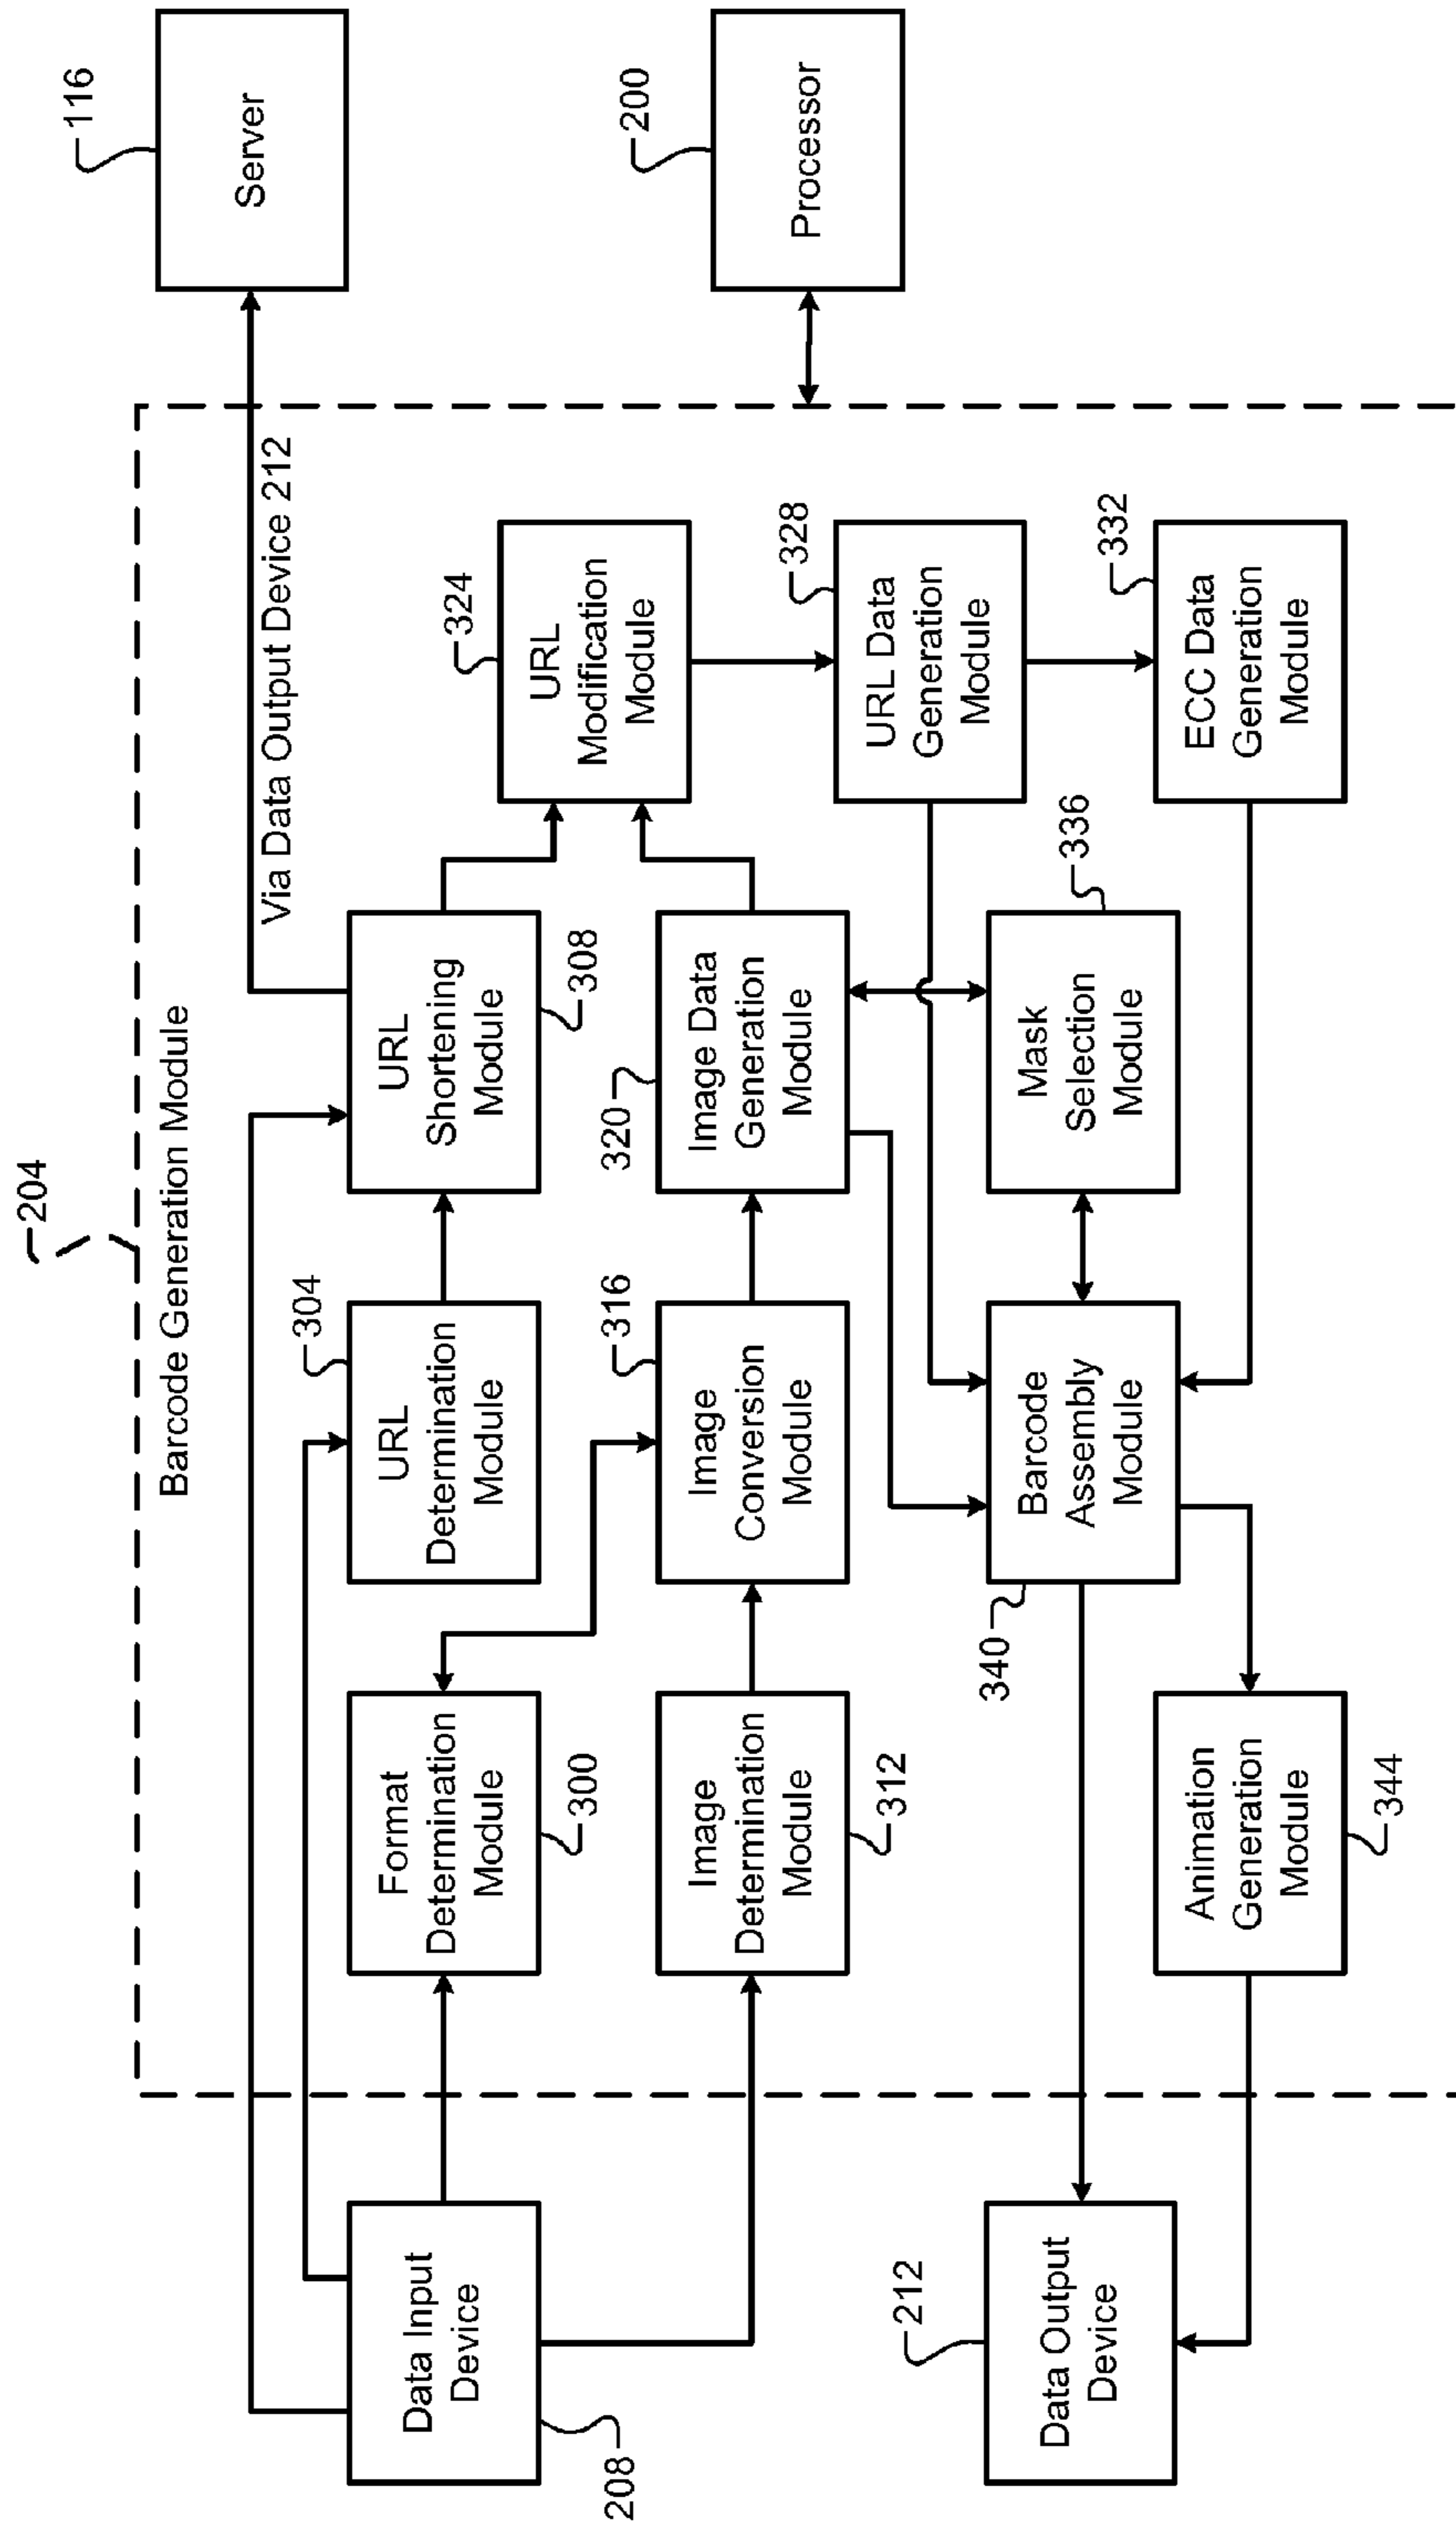 204
Barcode Generation Module
Via Data Output Device 212
Server
116
Processor
200
Data Input
Device
208
Format
Determination
Module
300
URL
Determination
Module
304
URL
Shortening
Module
308
URL
Modification
Module
324
Image
Determination
Module
312
Image
Conversion
Module
316
Image Data
Generation
Module
320
URL Data
Generation
Module
328
Data Output
Device
212
Barcode
Assembly
Module
340
Mask
Selection
Module
336
ECC Data
Generation
Module
332
Animation
Generation
Module
344